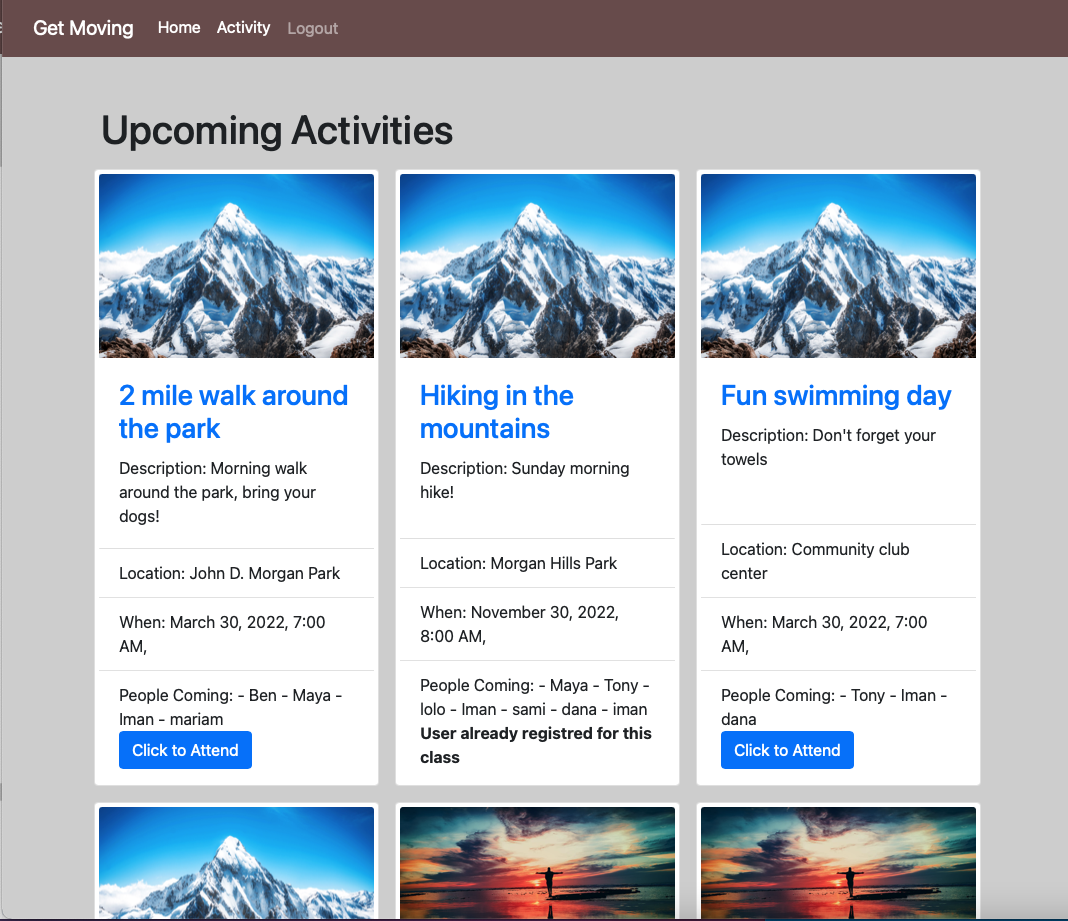 Get Moving Home Activity Logout
Upcoming Activities
2 mile walk around
the park
Description: Morning walk
around the park, bring your
dogs!
Location: John D. Morgan Park
When: March 30, 2022, 7:00
AM,
People Coming: - Ben - Maya -
Iman - mariam
Click to Attend
Hiking in the
mountains
Description: Sunday morning
hike!
Location: Morgan Hills Park
When: November 30, 2022,
8:00 AM,
People Coming: - Maya - Tony -
lolo - Iman - sami - dana - iman
User already registred for this
class
Fun swimming day
Description: Don't forget your
towels
Location: Community club
center
When: March 30, 2022, 7:00
AM,
People Coming: - Tony - Iman -
dana
Click to Attend